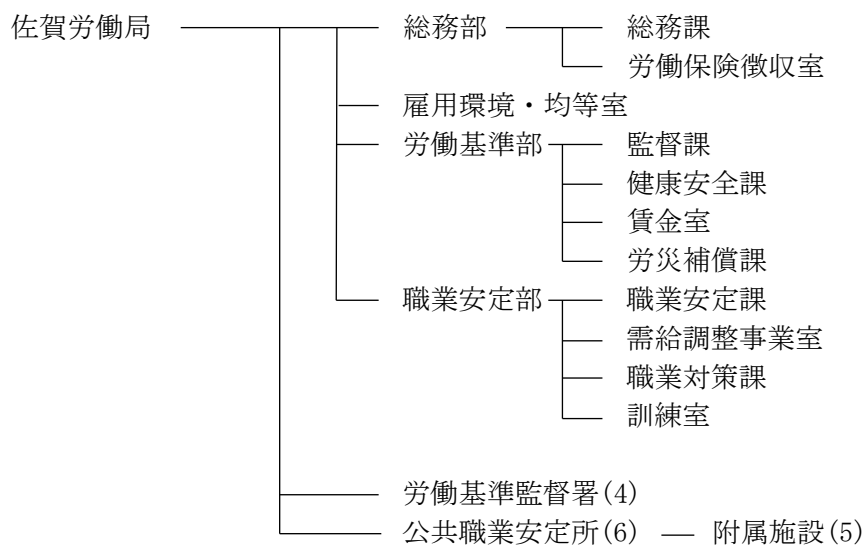 佐賀労働局 総務部 総務課
労働保険徴収室
雇用環境・均等室
労働基準部 監督課
健康安全課
賃金室
労災補償課
職業安定部 職業安定課
需給調整事業室
職業対策課
訓練室
労働基準監督署(4)
公共職業安定所(6) 附属施設(5)